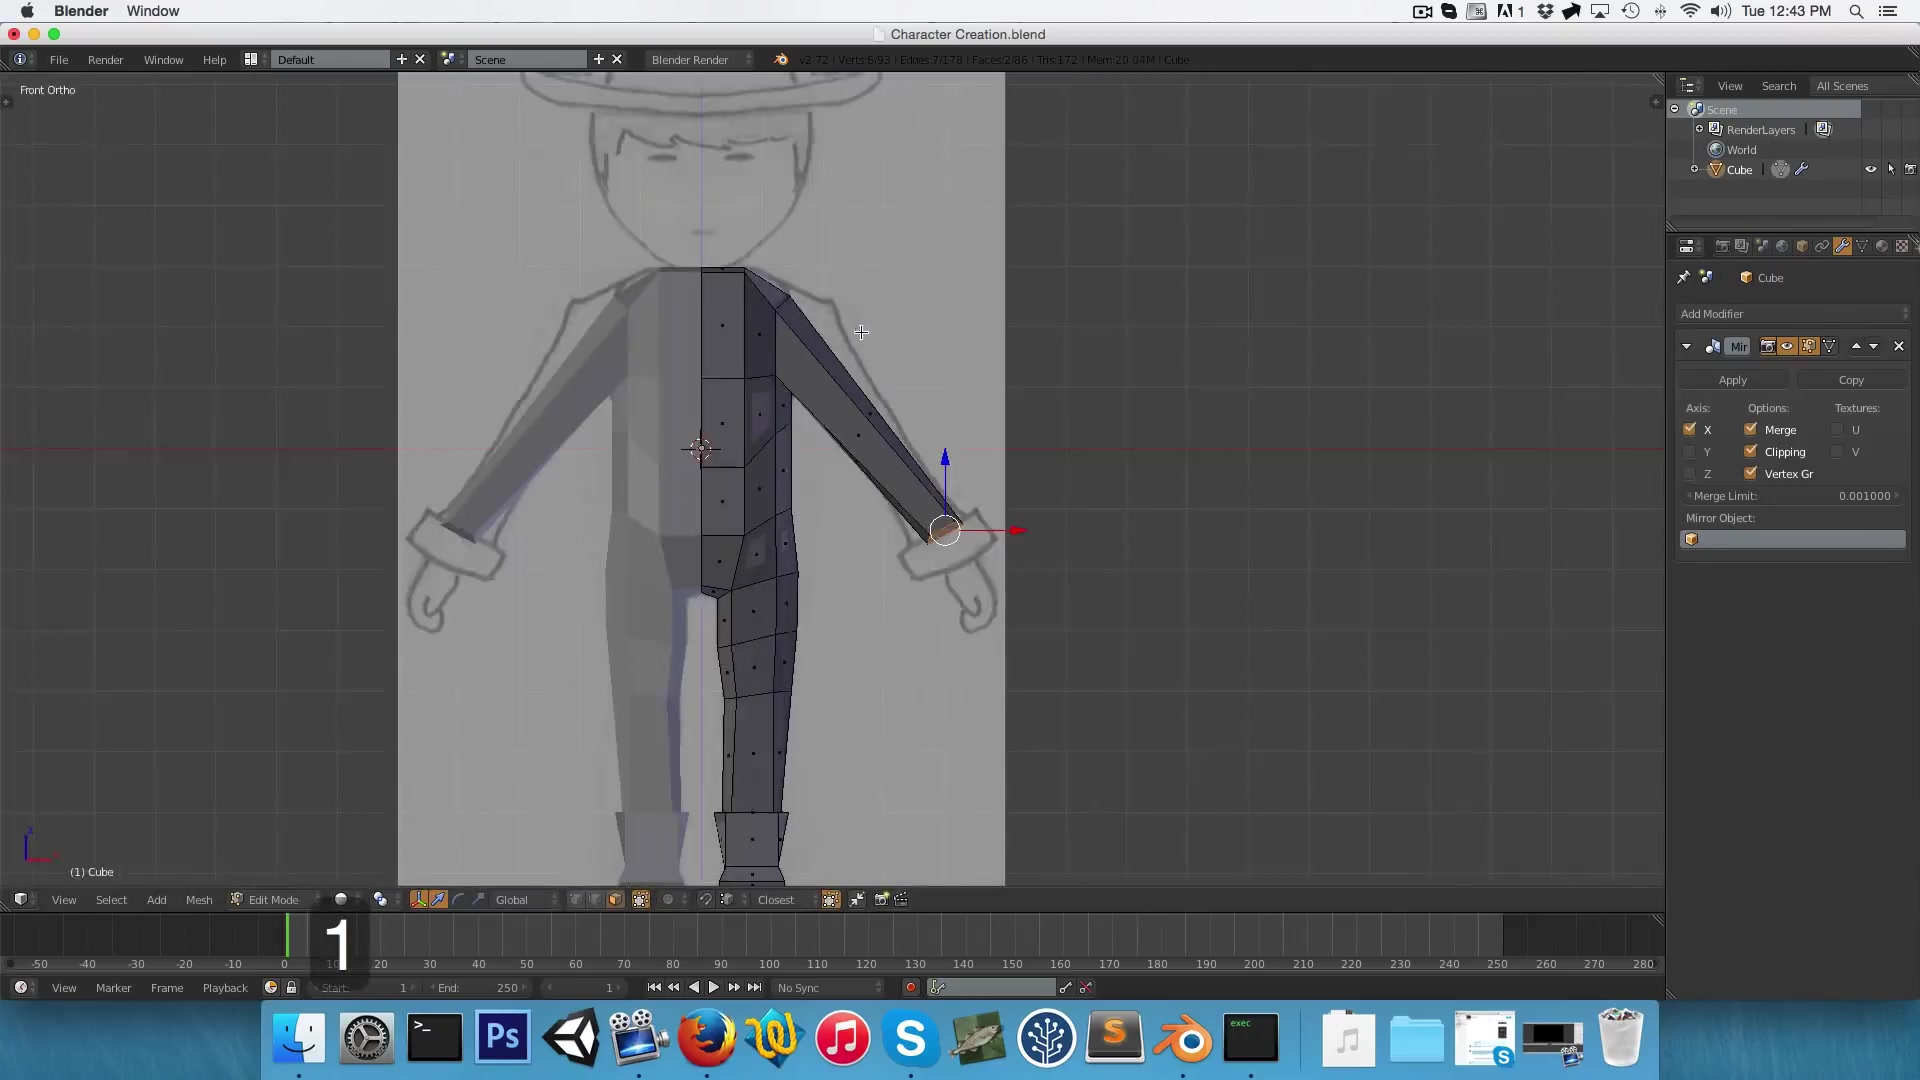 Blender Window
1 Tue 12:43 PM
Character Creation.blend
File Render Window Help Default Scene Blender Render v2.72 | Verts:6/93 | Edges:7/178 | Faces:2/86 | Tris:172 | Mem:20.04M | Cube
View Search All Scenes
Front Ortho
Scene
RenderLayers |
World
Cube |
Cube
Add Modifier
Mir
Apply Copy
Axis: Options: Textures:
X Merge U
Y Clipping V
Z Vertex Gr
Merge Limit: 0.001000
Mirror Object:
(1) Cube
View Select Add Mesh Edit Mode Global Closest
1
-50 -40 -30 -20 -10 0 20 30 40 50 60 70 80 90 100 110 120 130 140 150 160 170 180 190 200 210 220 230 240 250 260 270 280
View Marker Frame Playback Start: 1 End: 250 1 No Sync
>_ Ps S S exec S